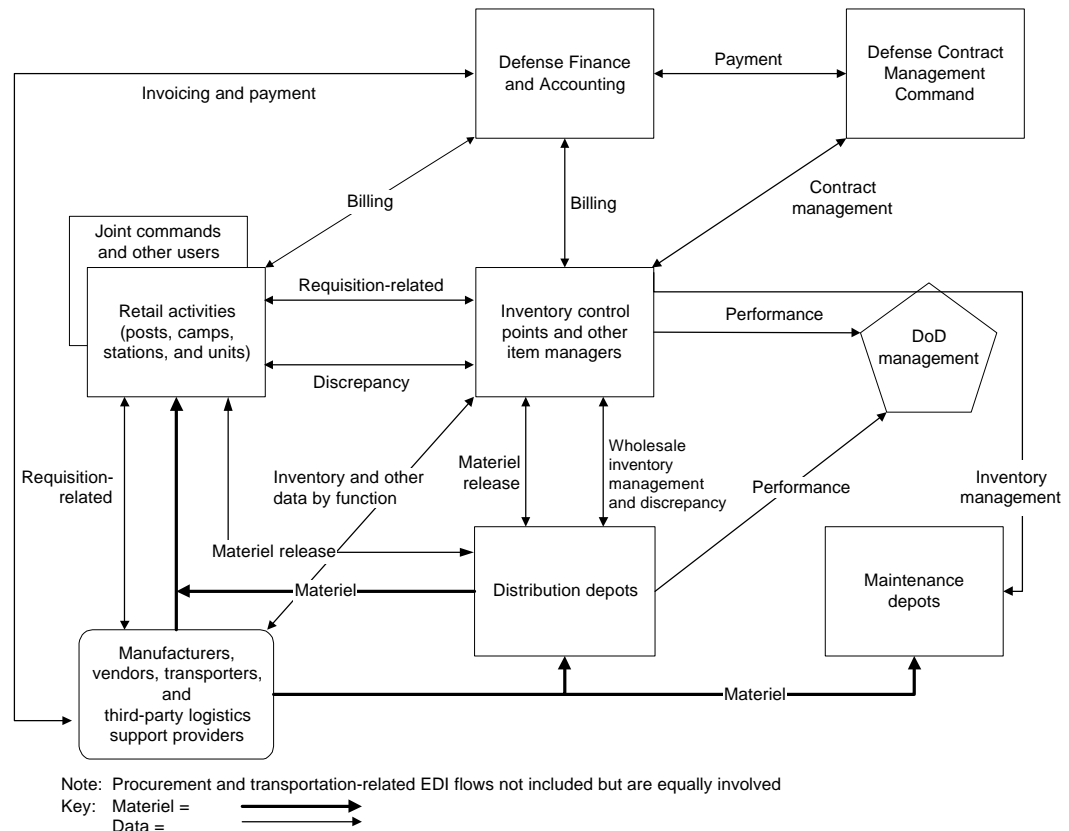 Defense Finance
and Accounting
Payment
Defense Contract
Management
Command
Invoicing and payment
Billing
Billing
Contract
management
Joint commands
and other users
Retail activities
(posts, camps,
stations, and units)
Requisition-related
Discrepancy
Inventory control
points and other
item managers
Performance
DoD
management
Requisition-
related
Inventory and other
data by function
Materiel
release
Wholesale
inventory
management
and discrepancy
Performance
Inventory
management
Materiel release
Materiel
Distribution depots
Maintenance
depots
Manufacturers,
vendors, transporters,
and
third-party logistics
support providers
Materiel
Note: Procurement and transportation-related EDI flows not included but are equally involved
Key: Materiel =
Data =